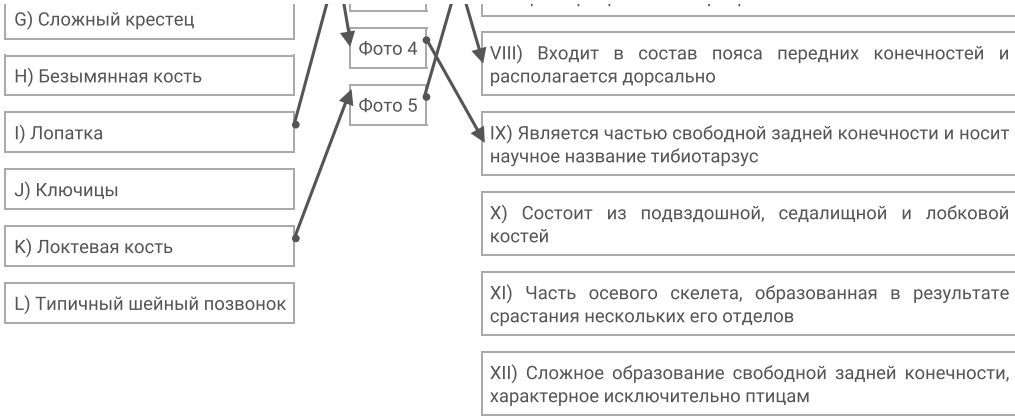 G) Сложный крестец
H) Безымянная кость
I) Лопатка
J) Ключицы
K) Локтевая кость
L) Типичный шейный позвонок
Фото 4
Фото 5
VIII) Входит в состав пояса передних конечностей и
располагается дорсально
IX) Является частью свободной задней конечности и носит
научное название тибиотарзус
X) Состоит из подвздошной, седалищной и лобковой
костей
XI) Часть осевого скелета, образованная в результате
срастания нескольких его отделов
XII) Сложное образование свободной задней конечности,
характерное исключительно птицам